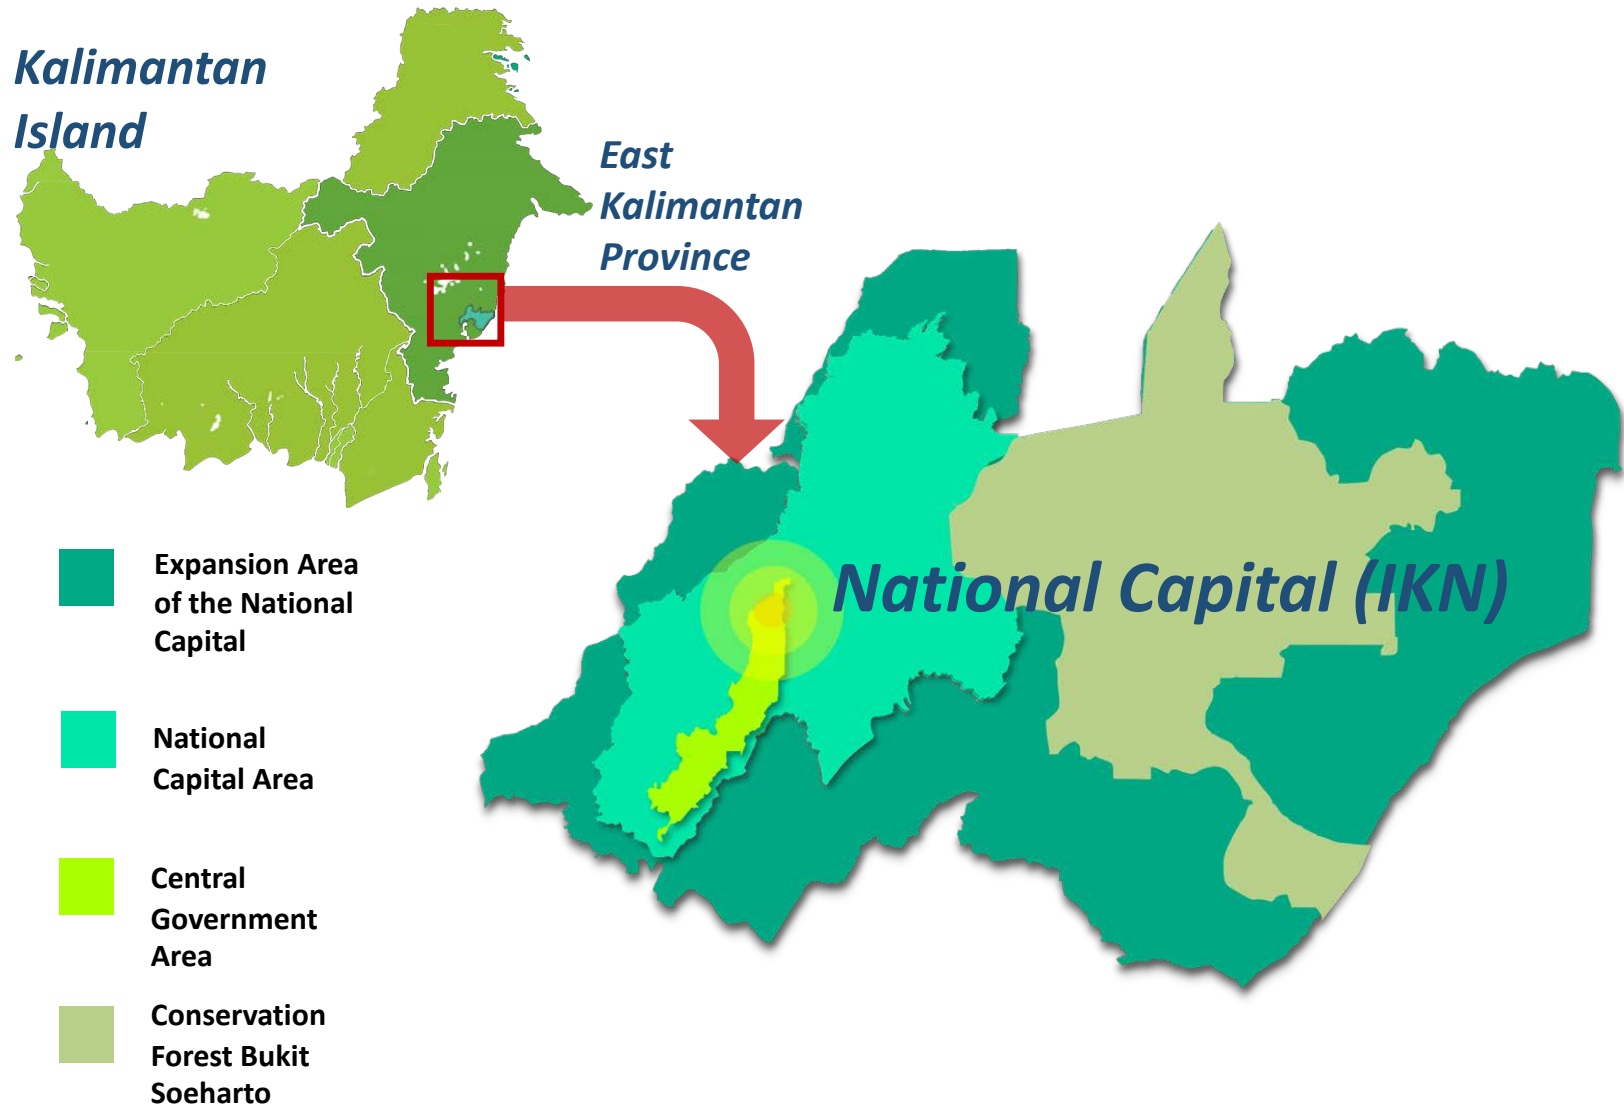 Kalimantan
Island
East
Kalimantan
Province
National Capital (IKN)
Expansion Area
of the National
Capital
National
Capital Area
Central
Government
Area
Conservation
Forest Bukit
Soeharto